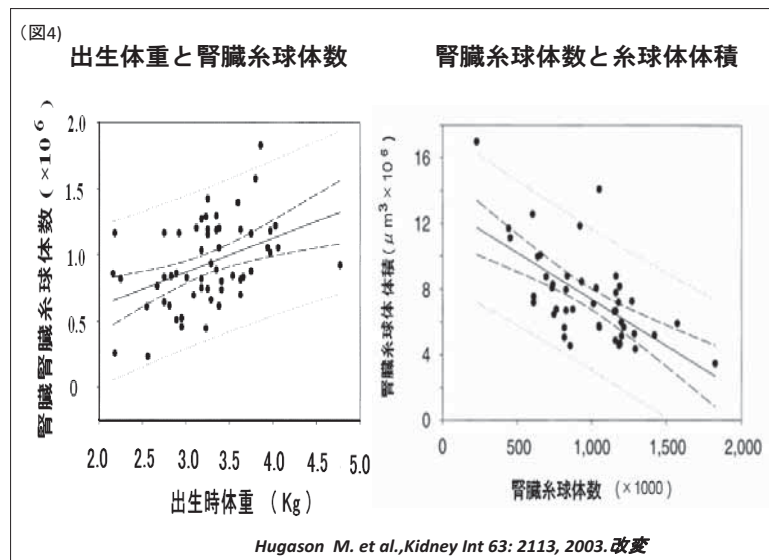 (図4)
出生体重と腎臓糸球体数
腎臓糸球体数と糸球体体積
腎臓腎臓糸球体数 (×10⁶)
2.0
1.5
1.0
0.5
0
2.0 2.5 3.0 3.5 4.0 4.5 5.0
出生時体重 (Kg)
腎臓糸球体 体積 (μm³×10⁶)
16
12
8
4
0
0 500 1,000 1,500 2,000
腎臓糸球体数 (×1000)
Hugason M. et al.,Kidney Int 63: 2113, 2003.改変